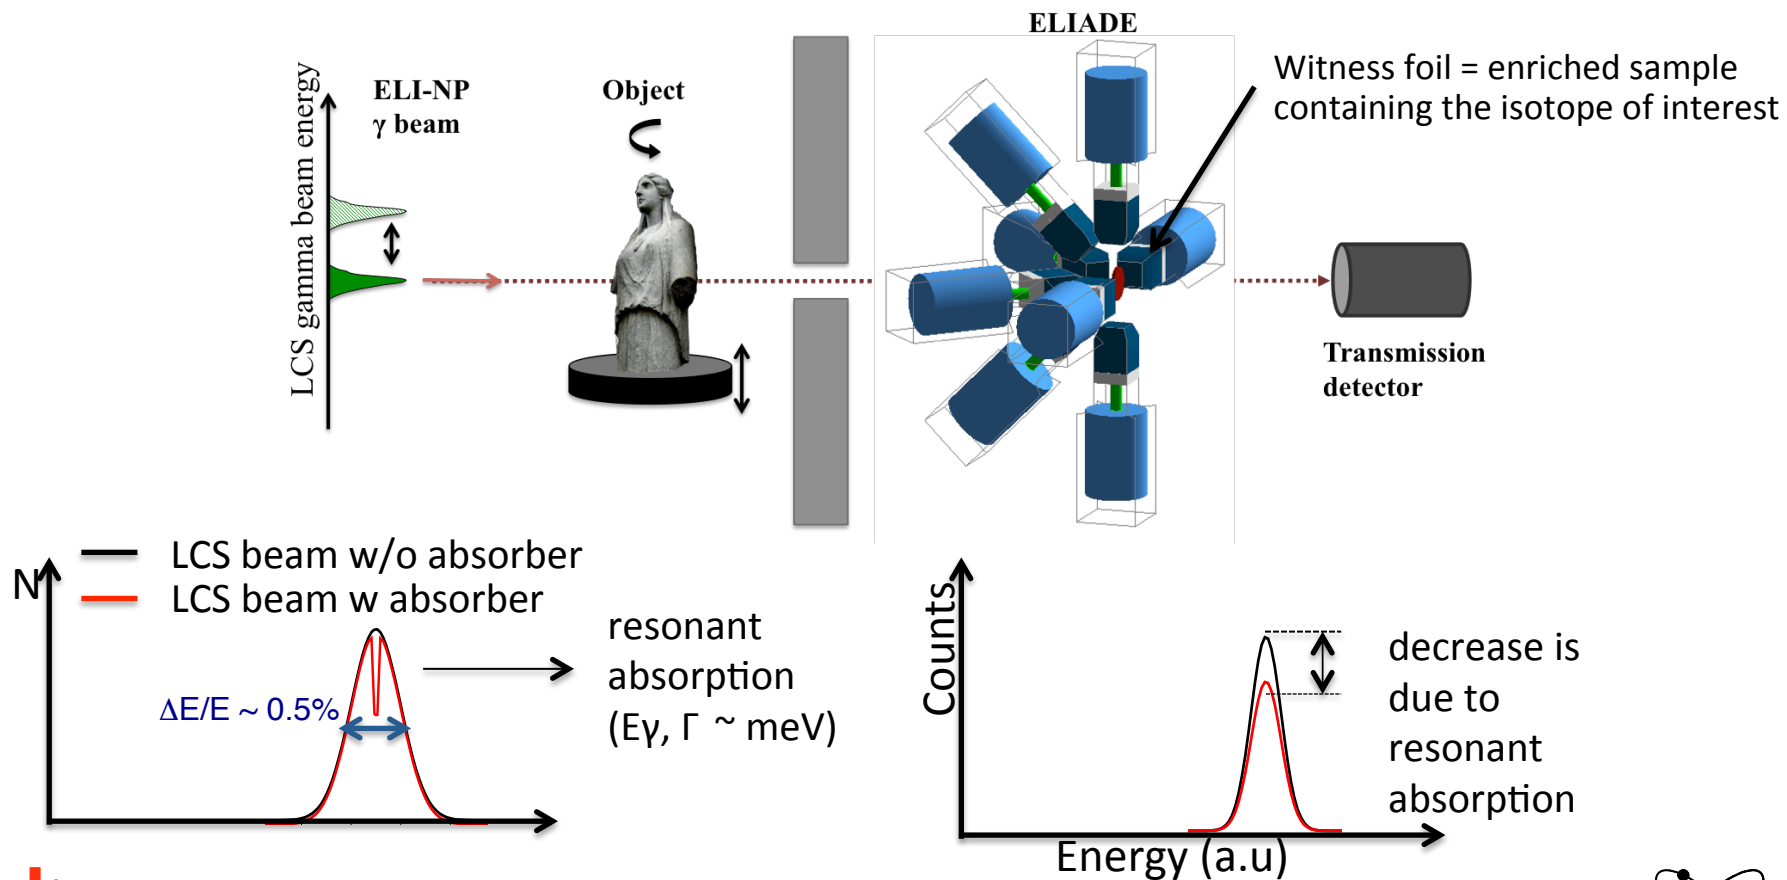 ELIADE
Witness foil = enriched sample
containing the isotope of interest
ELI-NP
γ beam
Object
LCS gamma beam energy
Transmission
detector
LCS beam w/o absorber
LCS beam w absorber
N
ΔE/E ~ 0.5%
resonant
absorption
(Eγ, Γ ~ meV)
Counts
decrease is
due to
resonant
absorption
Energy (a.u)